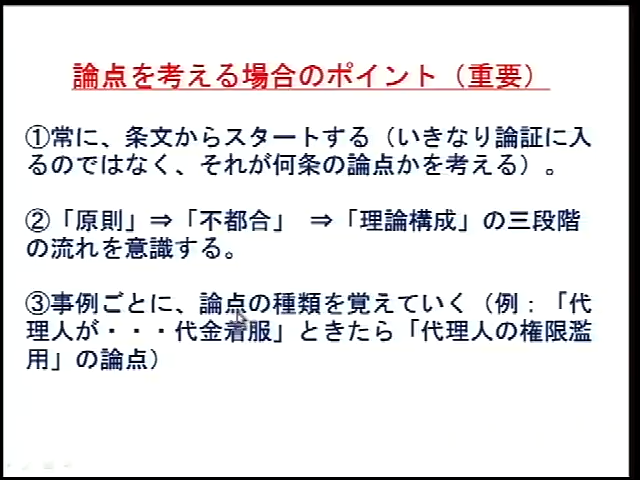 論点を考える場合のポイント（重要）
①常に、条文からスタートする（いきなり論証に入
るのではなく、それが何条の論点かを考える）。
②「原則」⇒「不都合」 ⇒「理論構成」の三段階
の流れを意識する。
③事例ごとに、論点の種類を覚えていく（例：「代
理人が・・・代金着服」ときたら「代理人の権限濫
用」の論点）